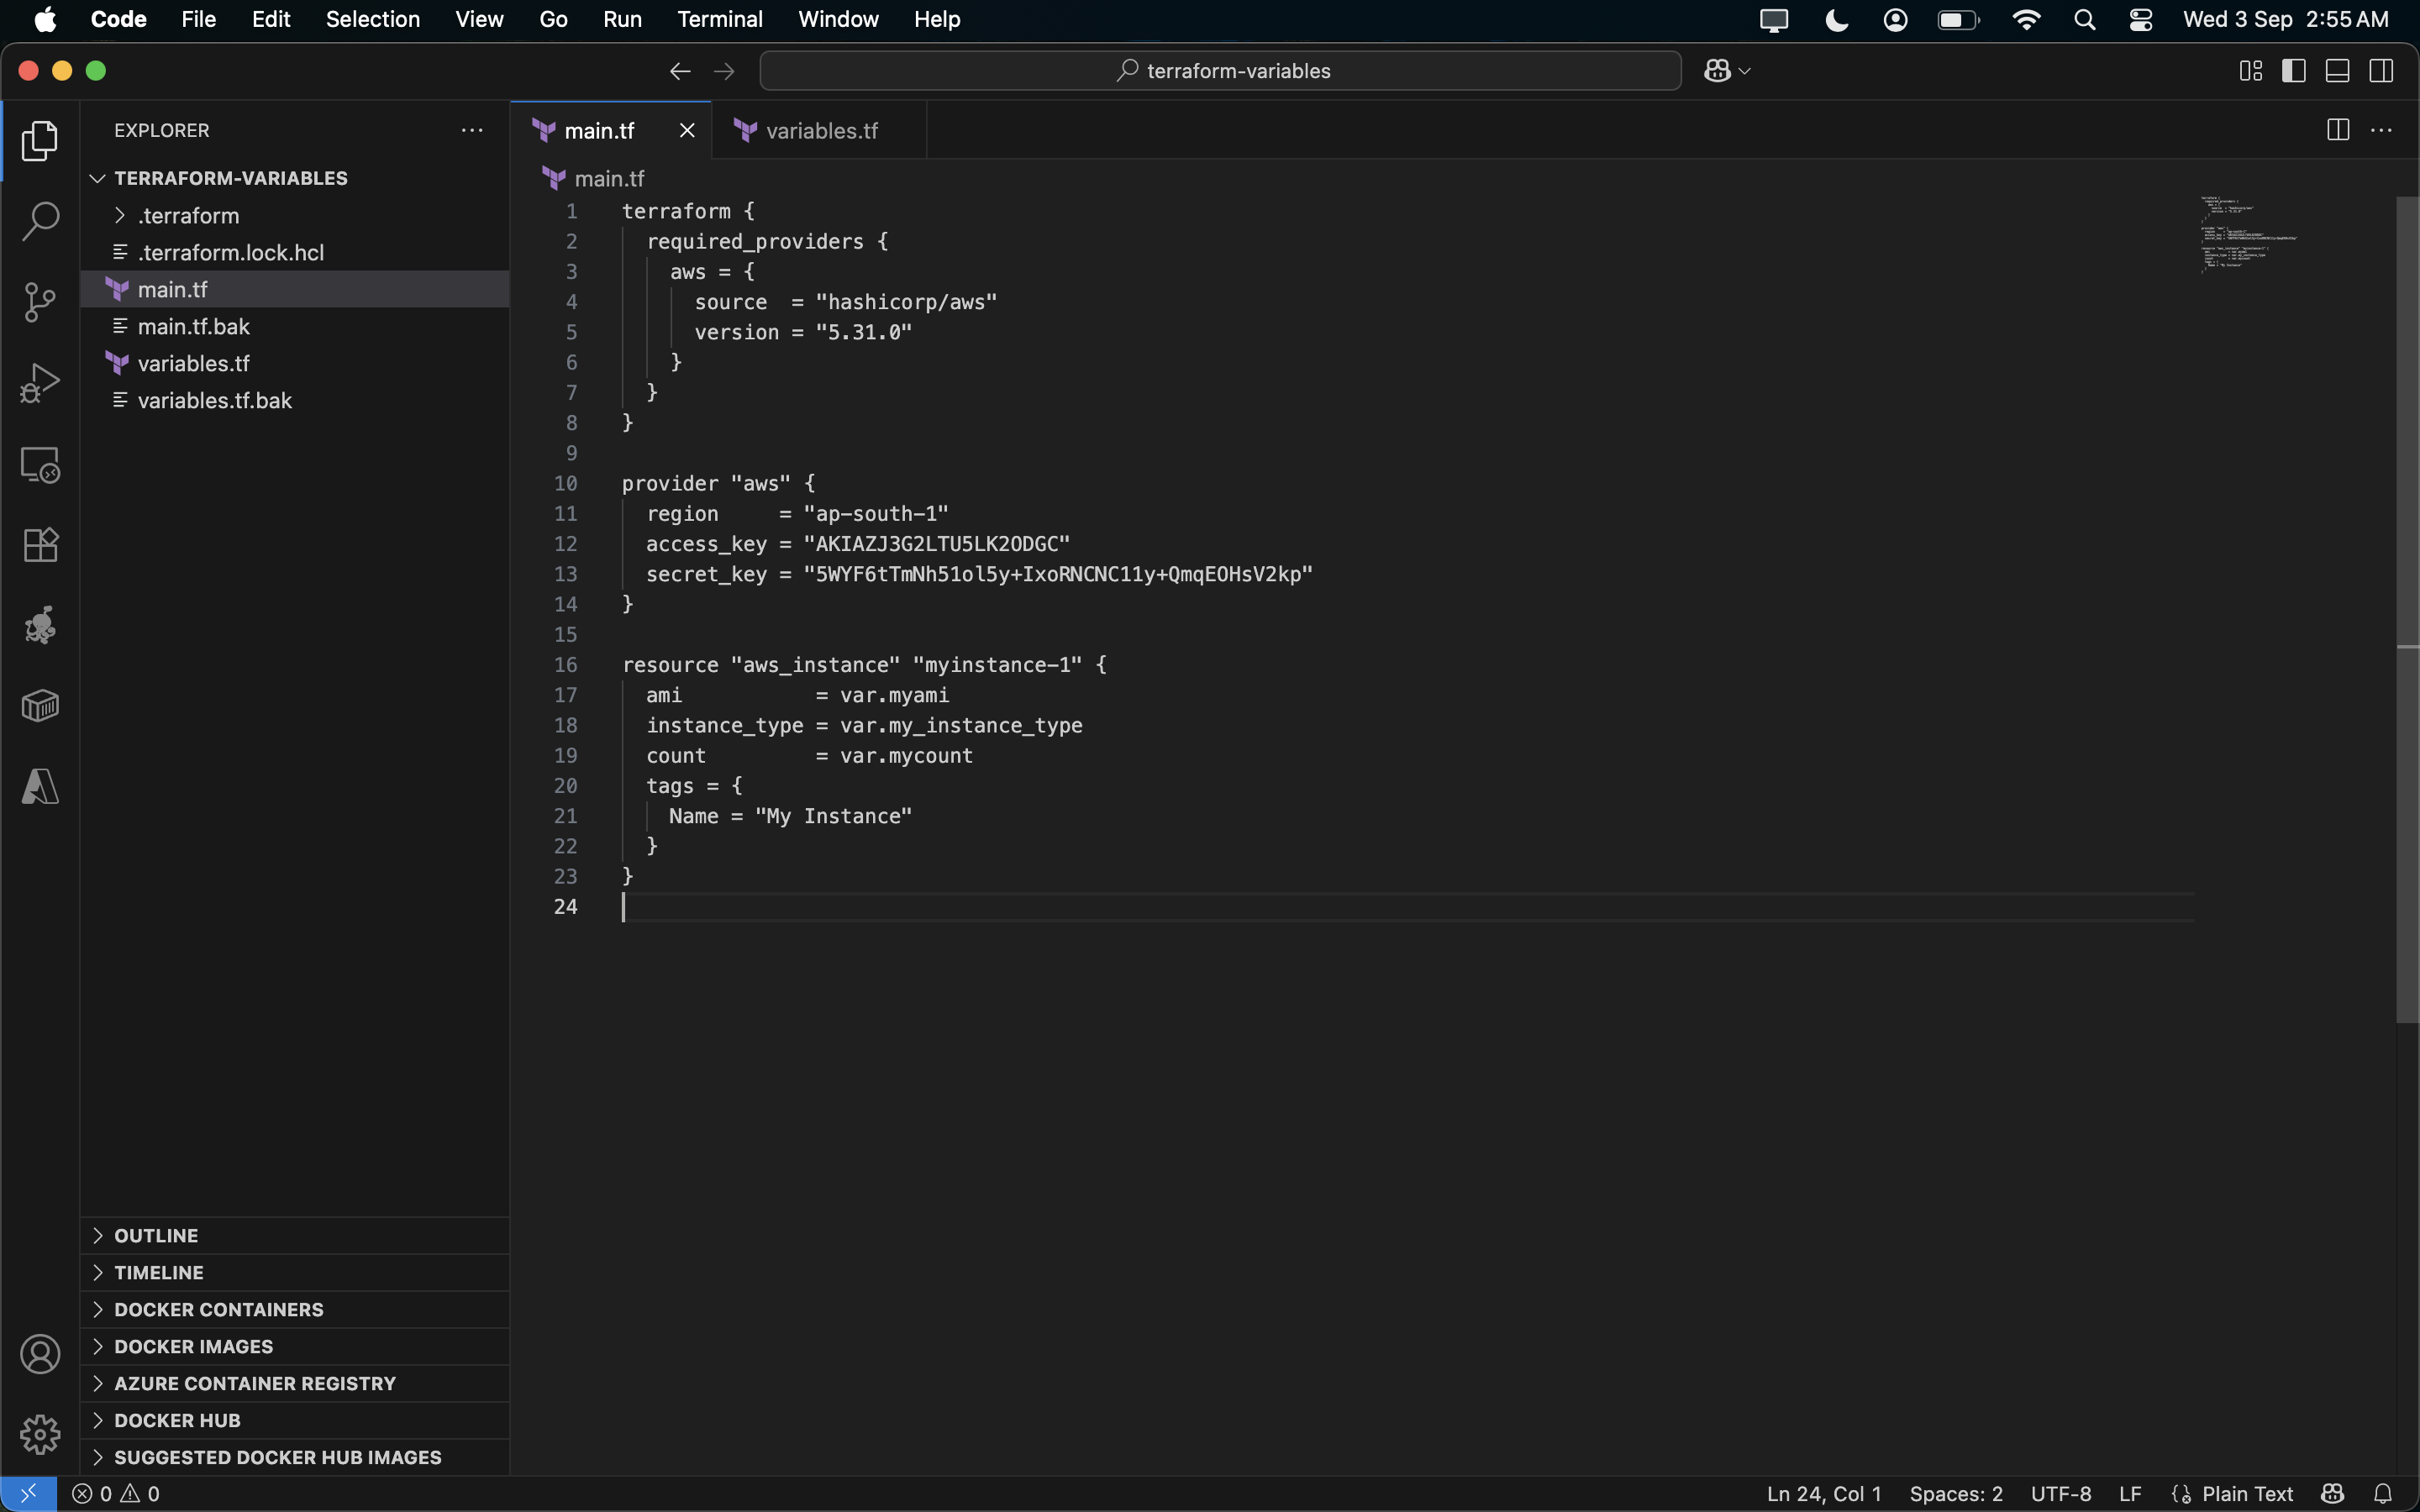 Code File Edit Selection View Go Run Terminal Window Help Wed 3 Sep 2:55 AM
terraform-variables
EXPLORER
TERRAFORM-VARIABLES
.terraform
.terraform.lock.hcl
main.tf
main.tf.bak
variables.tf
variables.tf.bak
OUTLINE
TIMELINE
DOCKER CONTAINERS
DOCKER IMAGES
AZURE CONTAINER REGISTRY
DOCKER HUB
SUGGESTED DOCKER HUB IMAGES
main.tf variables.tf
main.tf
1 terraform {
2 required_providers {
3 aws = {
4 source = "hashicorp/aws"
5 version = "5.31.0"
6 }
7 }
8 }
9
10 provider "aws" {
11 region = "ap-south-1"
12 access_key = "AKIAZJ3G2LTU5LK2ODGC"
13 secret_key = "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"
14 }
15
16 resource "aws_instance" "myinstance-1" {
17 ami = var.myami
18 instance_type = var.my_instance_type
19 count = var.mycount
20 tags = {
21 Name = "My Instance"
22 }
23 }
24
0 0 Ln 24, Col 1 Spaces: 2 UTF-8 LF Plain Text